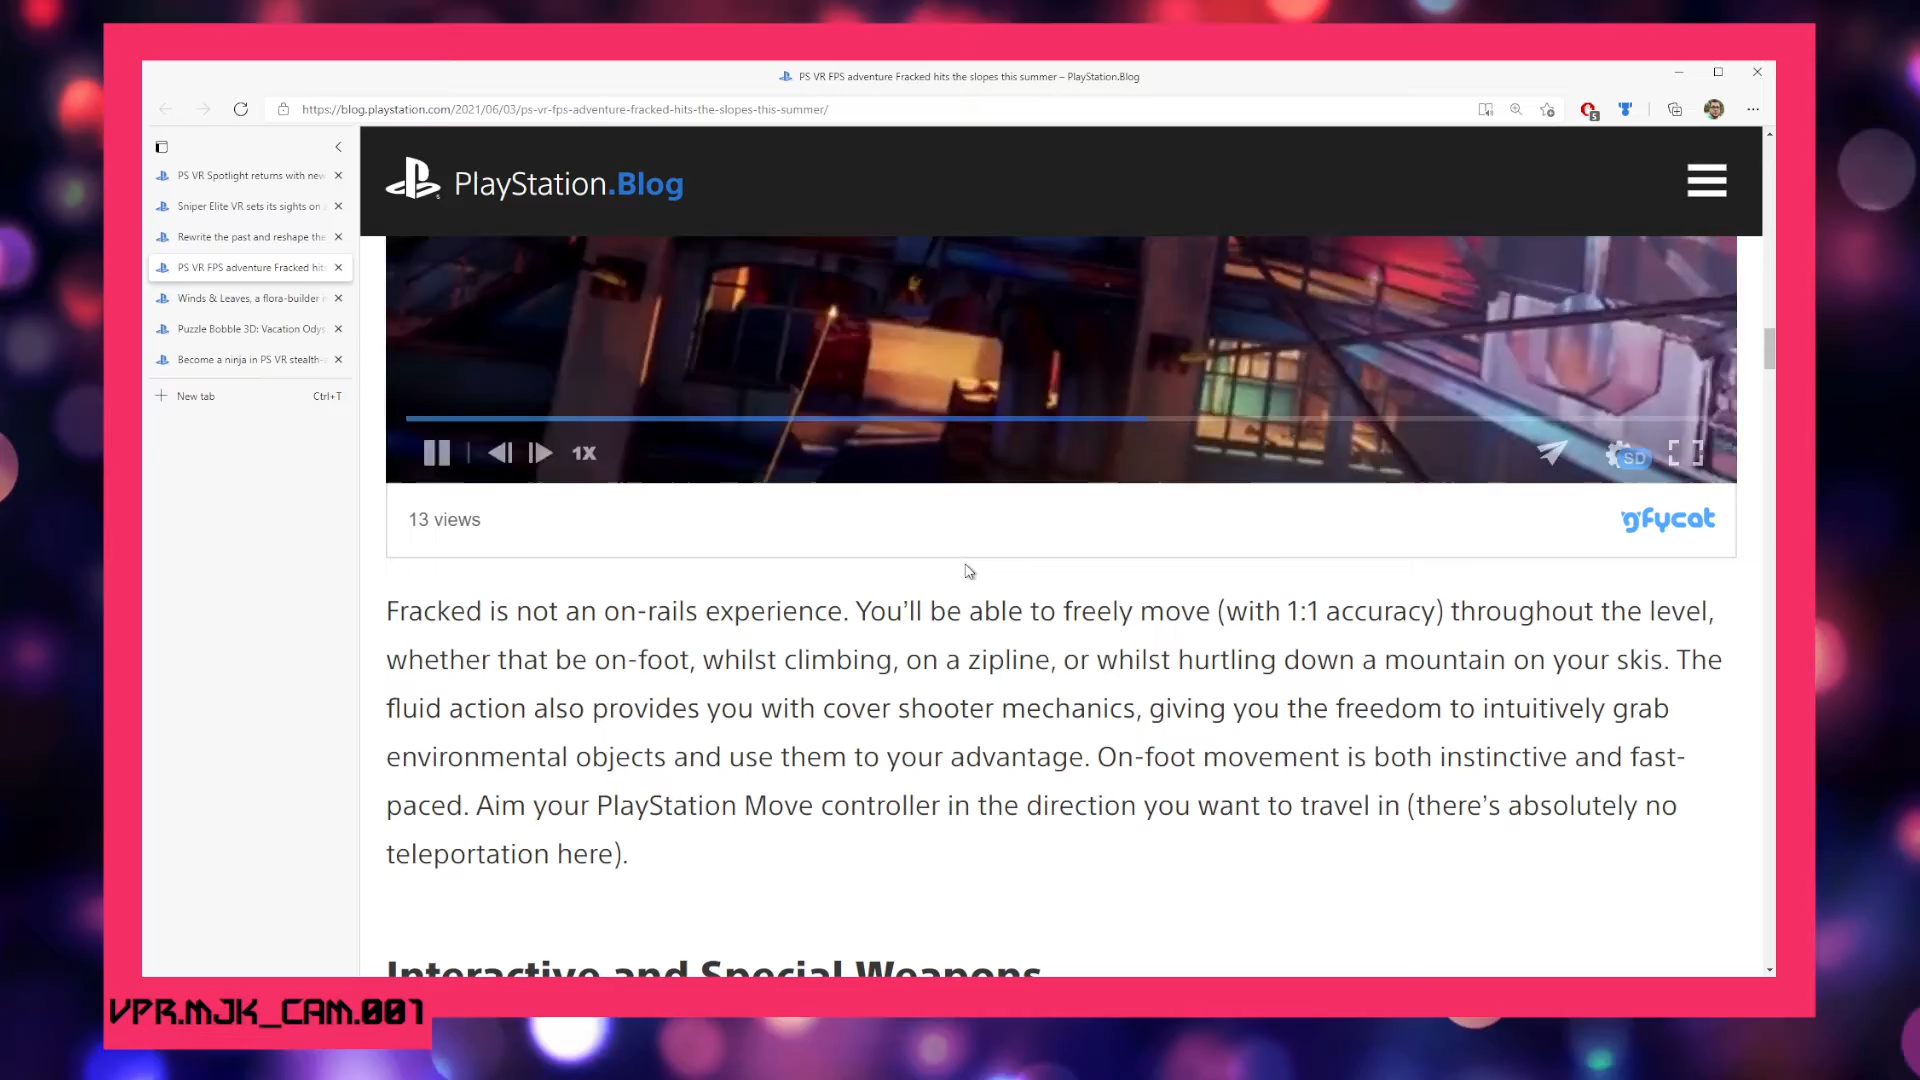 PS VR FPS adventure Fracked hits the slopes this summer – PlayStation.Blog
https://blog.playstation.com/2021/06/03/ps-vr-fps-adventure-fracked-hits-the-slopes-this-summer/
5
PS VR Spotlight returns with new
Sniper Elite VR sets its sights on
Rewrite the past and reshape the
PS VR FPS adventure Fracked hits
Winds & Leaves, a flora-builder i
Puzzle Bobble 3D: Vacation Odys
Become a ninja in PS VR stealth-
New tab Ctrl+T
PlayStation.Blog
1X
SD
13 views
gfycat
Fracked is not an on-rails experience. You’ll be able to freely move (with 1:1 accuracy) throughout the level,
whether that be on-foot, whilst climbing, on a zipline, or whilst hurtling down a mountain on your skis. The
fluid action also provides you with cover shooter mechanics, giving you the freedom to intuitively grab
environmental objects and use them to your advantage. On-foot movement is both instinctive and fast-
paced. Aim your PlayStation Move controller in the direction you want to travel in (there’s absolutely no
teleportation here).
Interactive and Special Weapons
VPR.MJK_CAM.001